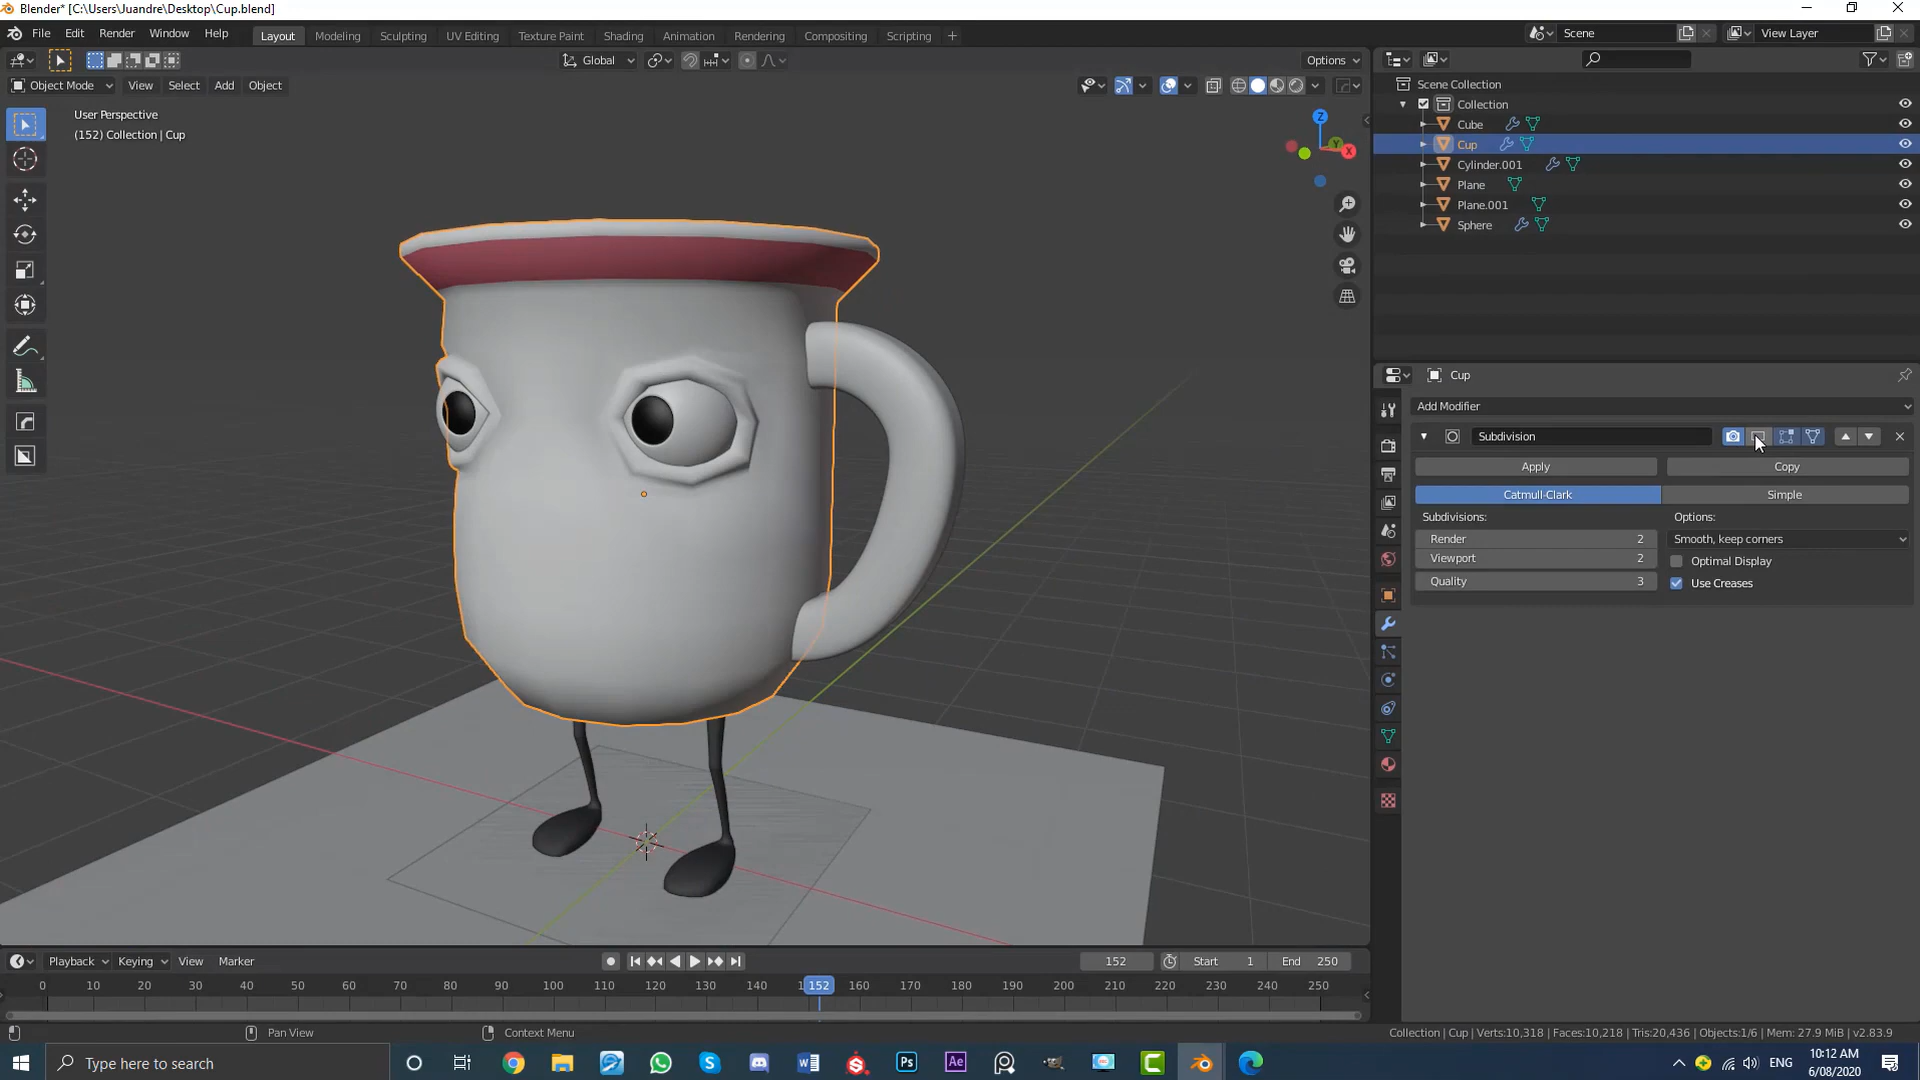 Blender* [C:\Users\Juandre\Desktop\Cup.blend]
File Edit Render Window Help Layout Modeling Sculpting UV Editing Texture Paint Shading Animation Rendering Compositing Scripting Scene View Layer
Global Options
Object Mode View Select Add Object
User Perspective
(152) Collection | Cup
Z
Y
X
Scene Collection
Collection
Cube
Cup
Cylinder.001
Plane
Plane.001
Sphere
Cup
Add Modifier
Subdivision
Apply Copy
Catmull-Clark Simple
Subdivisions: Options:
Render 2 Smooth, keep corners
Viewport 2 Optimal Display
Quality 3 Use Creases
Playback Keying View Marker 152 Start 1 End 250
0 10 20 30 40 50 60 70 80 90 100 110 120 130 140 152 160 170 180 190 200 210 220 230 240 250
Pan View Context Menu Collection | Cup | Verts:10,318 | Faces:10,218 | Tris:20,436 | Objects:1/6 | Mem: 27.9 MiB | v2.83.9
Type here to search
ENG
10:12 AM
6/08/2020